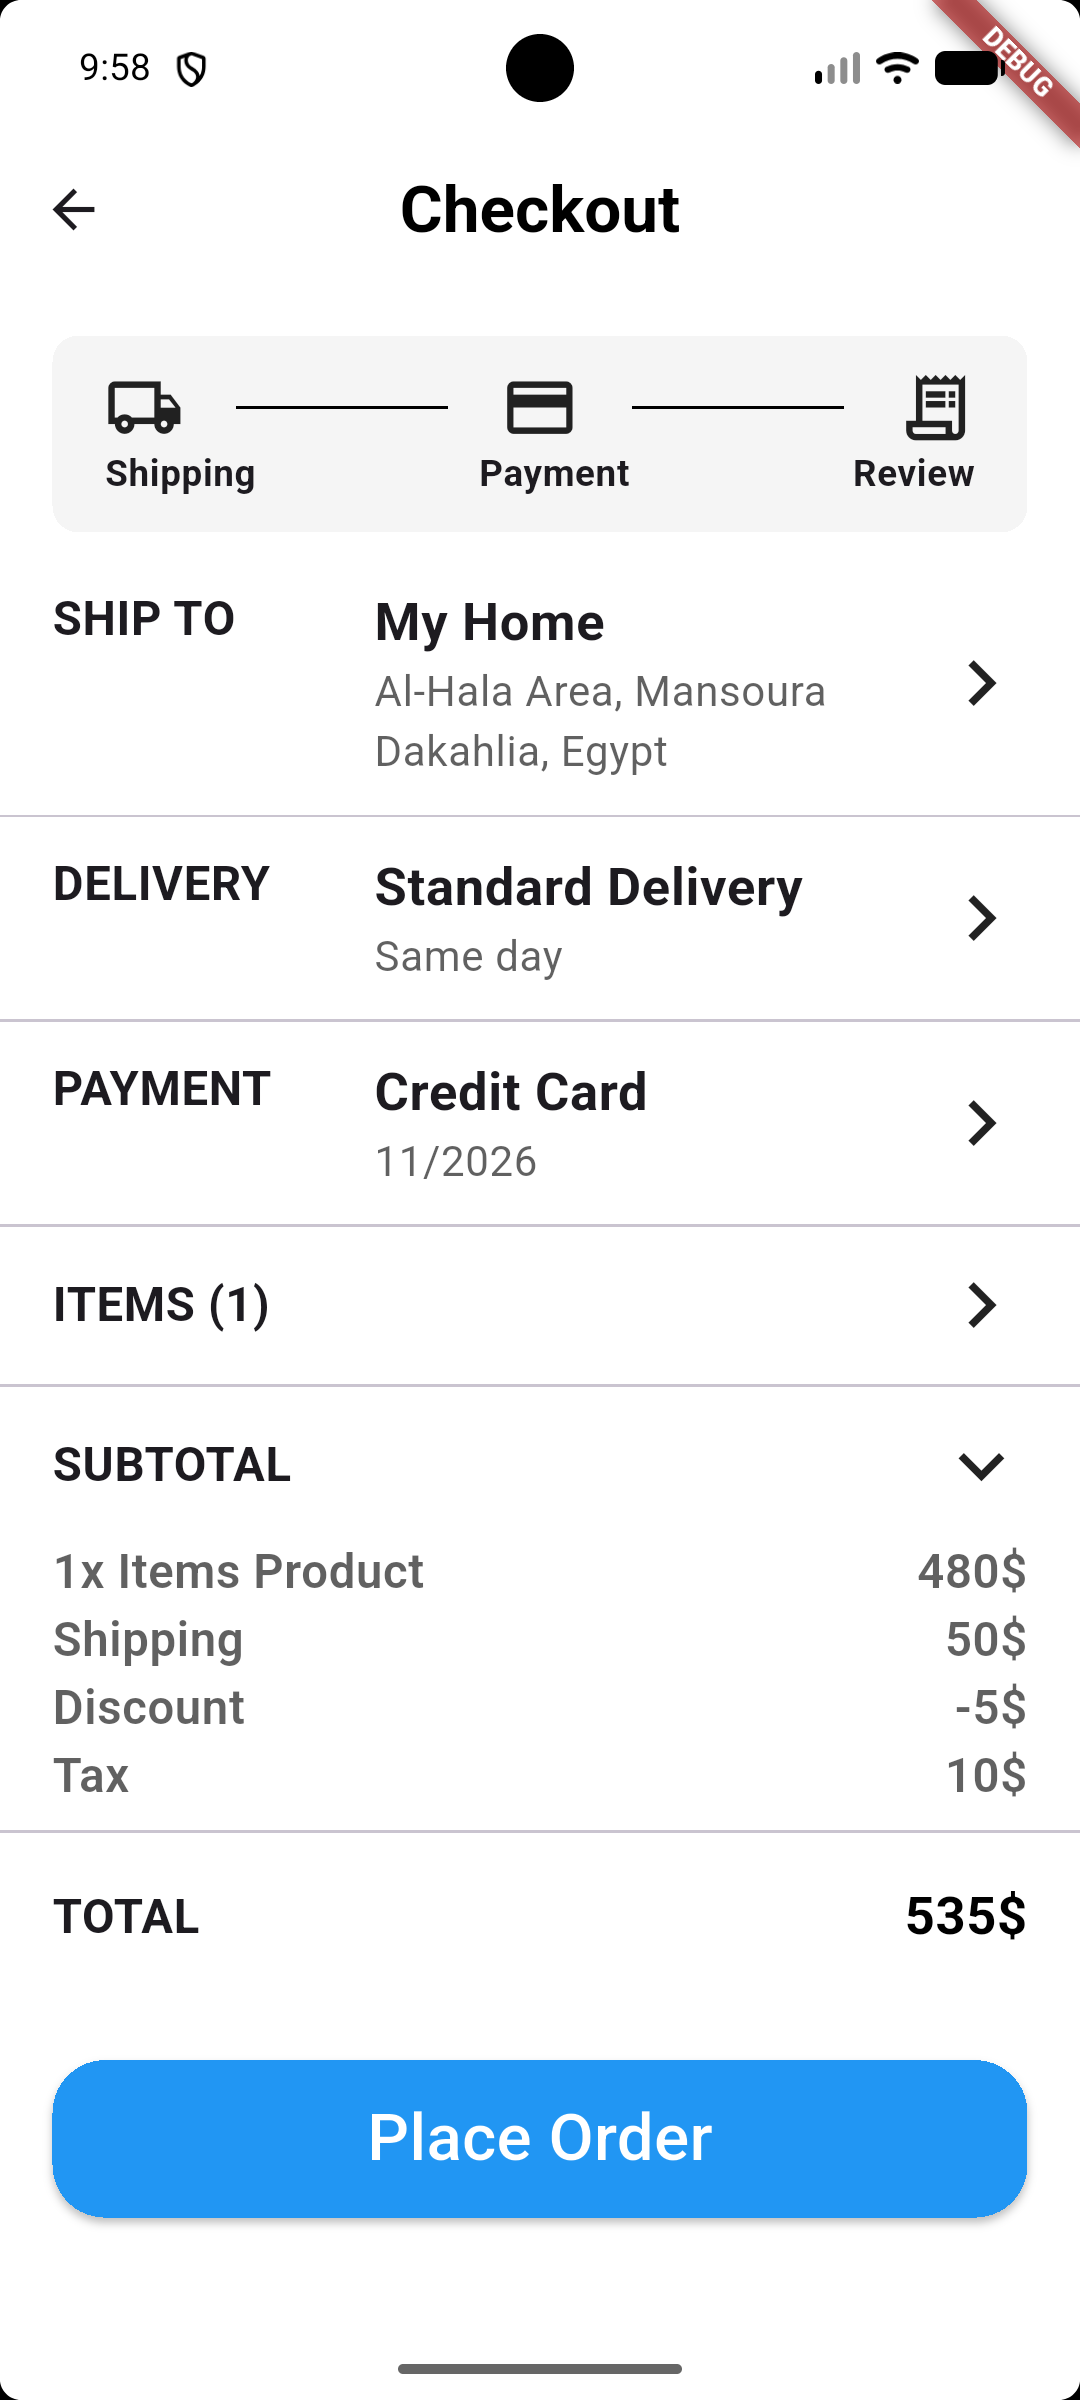 9:58
DEBUG
Checkout
Shipping
Payment
Review
SHIP TO
My Home
Al-Hala Area, Mansoura
Dakahlia, Egypt
DELIVERY
Standard Delivery
Same day
PAYMENT
Credit Card
11/2026
ITEMS (1)
SUBTOTAL
1x Items Product 480$
Shipping 50$
Discount -5$
Tax 10$
TOTAL 535$
Place Order